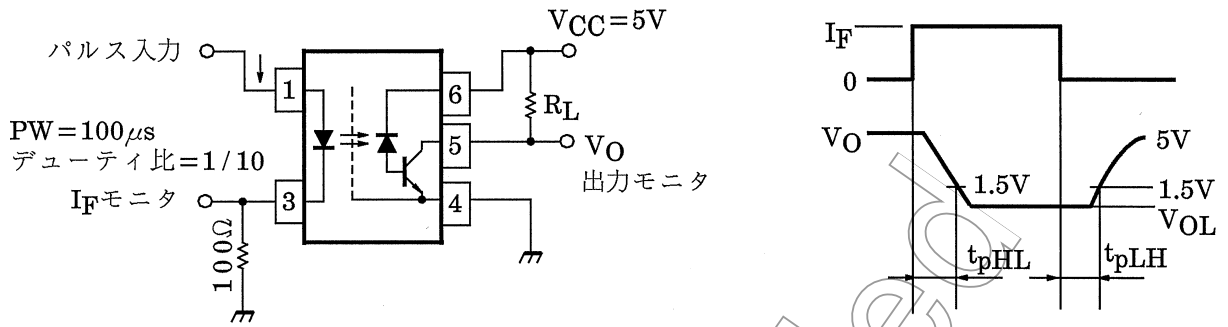 パルス入力
PW=100μs
デューティ比=1/10
IFモニタ
100Ω
1
3
6
5
4
VCC=5V
RL
VO
出力モニタ
IF
0
VO
5V
1.5V
1.5V
VOL
tpHL
tpLH